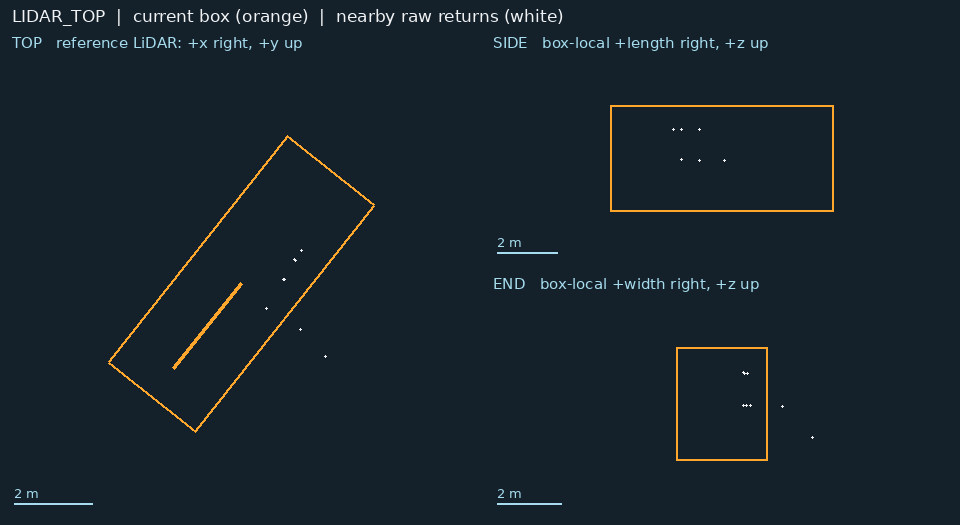 LIDAR_TOP | current box (orange) | nearby raw returns (white)
TOP reference LiDAR: +x right, +y up
SIDE box-local +length right, +z up
2 m
END box-local +width right, +z up
2 m
2 m